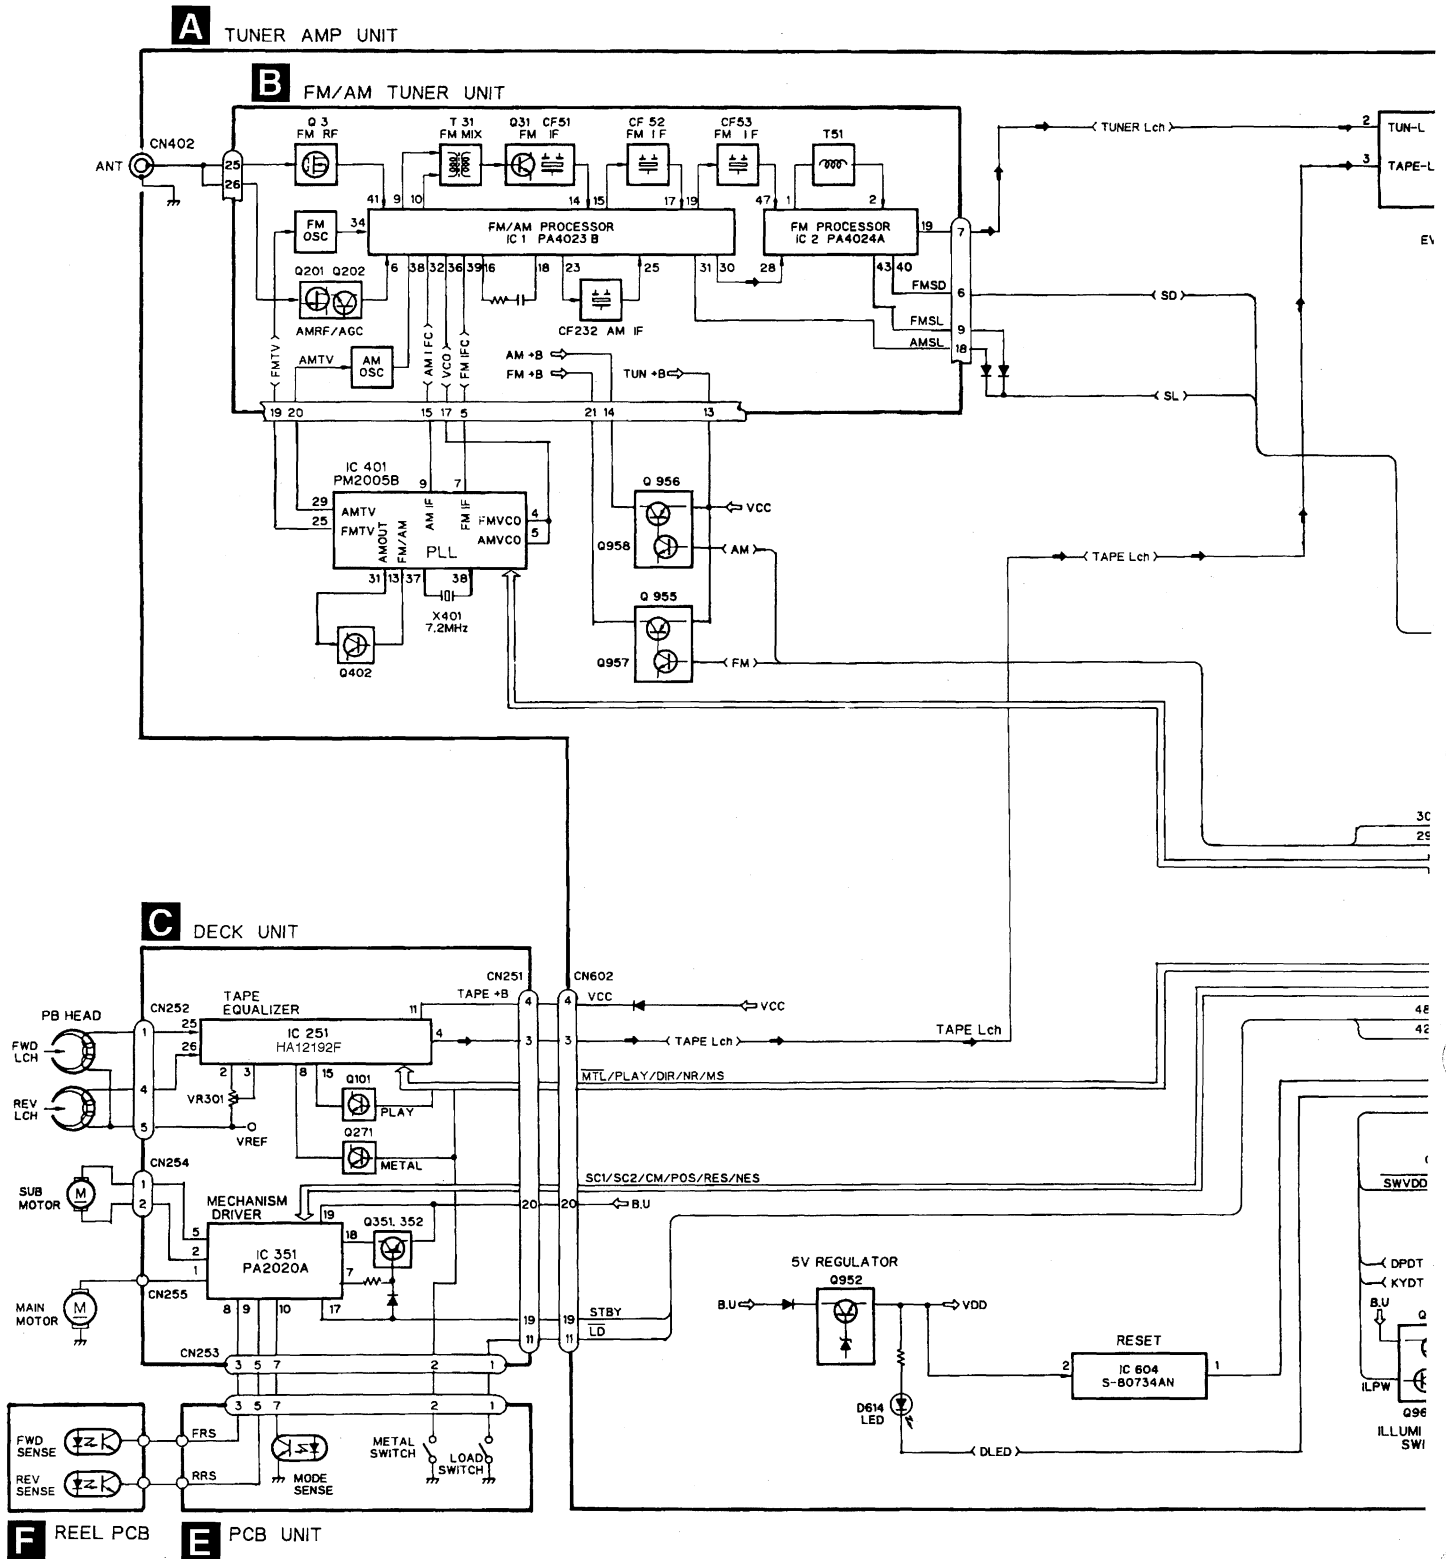 A TUNER AMP UNIT
B FM/AM TUNER UNIT
CN402
ANT
25
26
Q 3
FM RF
T 31
FM MIX
Q31 CF51
FM IF
CF 52
FM IF
CF53
FM IF
T51
TUNER Lch
2 TUN-L
3 TAPE-L
EV
41 9 10 14 15 17 19 47 1 2
FM
OSC
34
FM/AM PROCESSOR
IC 1 PA4023B
FM PROCESSOR
IC 2 PA4024A
19 7
Q201 Q202
AMRF/AGC
6 38 32 36 39 16 18 23 25 31 30 28 43 40
CF232 AM IF
FMSD 6
SD
FMSL 9
AMSL 18
SL
FMTV
AMTV
AM
OSC
AM IFC
VCO
FM IFC
AM +B
FM +B
TUN +B
19 20 15 17 5 21 14 13
IC 401
PM2005B
9 7
29 AMTV
25 FMTV
AMOUT
FM/AM
AM IF
FM IF
FMVCO 4
AMVCO 5
PLL
31 13 37 38
X401
7.2MHz
Q402
Q 956
Q958
VCC
AM
Q 955
Q957
FM
TAPE Lch
30
29
C DECK UNIT
CN251
CN602
TAPE +B
4 4
VCC
VCC
CN252
TAPE
EQUALIZER
11
PB HEAD
1
25
IC 251
HA12192F
4
3 3
TAPE Lch
TAPE Lch
48
42
FWD
LCH
26
4
2 3 8 15
MTL/PLAY/DIR/NR/MS
REV
LCH
VR301
Q101
PLAY
5
VREF
Q271
METAL
CN254
SUB
MOTOR
M
1
2
SC1/SC2/CM/POS/RES/NES
SWVDD
MECHANISM
DRIVER
19
20 20
B.U
5
2
1
IC 351
PA2020A
18
Q351, 352
7
CN255
MAIN
MOTOR
M
8 9 10 17
STBY
19 19
LD
11 11
5V REGULATOR
Q952
B.U
VDD
DPDT
KYDT
B.U
RESET
2
IC 604
S-80734AN
1
ILPW
CN253
3 5 7 2 1
3 5 7 2 1
D614
LED
DLED
Q96
ILLUMI
SWI
FWD
SENSE
FRS
REV
SENSE
RRS
MODE
SENSE
METAL
SWITCH
LOAD
SWITCH
F REEL PCB
E PCB UNIT